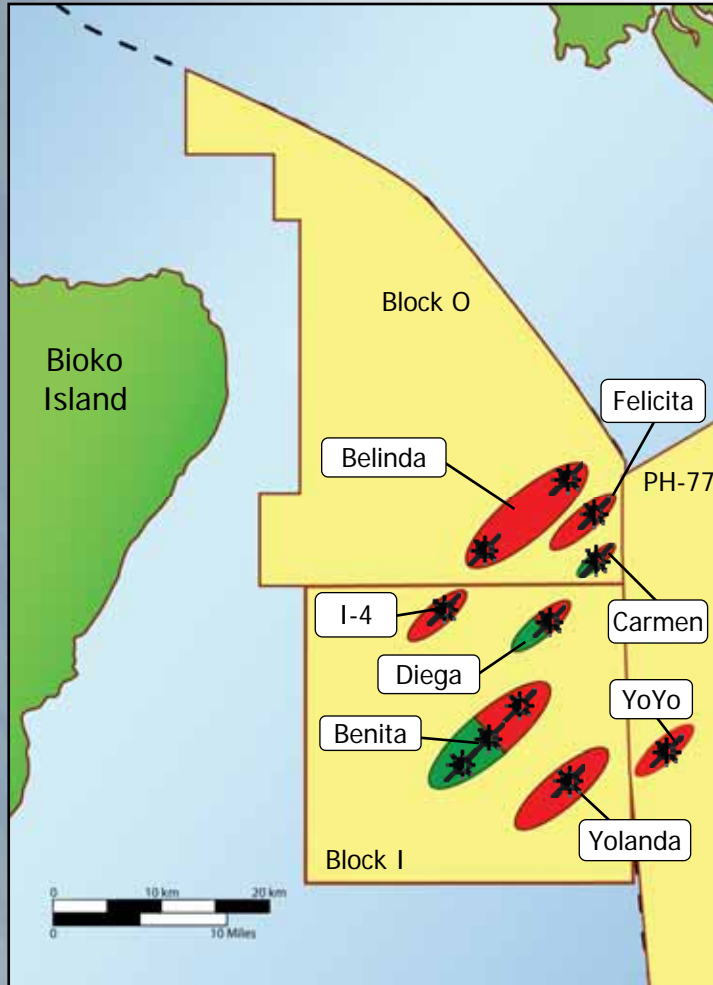 Block O
Bioko
Island
Felicita
Belinda
PH-77
I-4
Carmen
Diega
YoYo
Benita
Yolanda
Block I
0 10 km 20 km
0 10 Miles